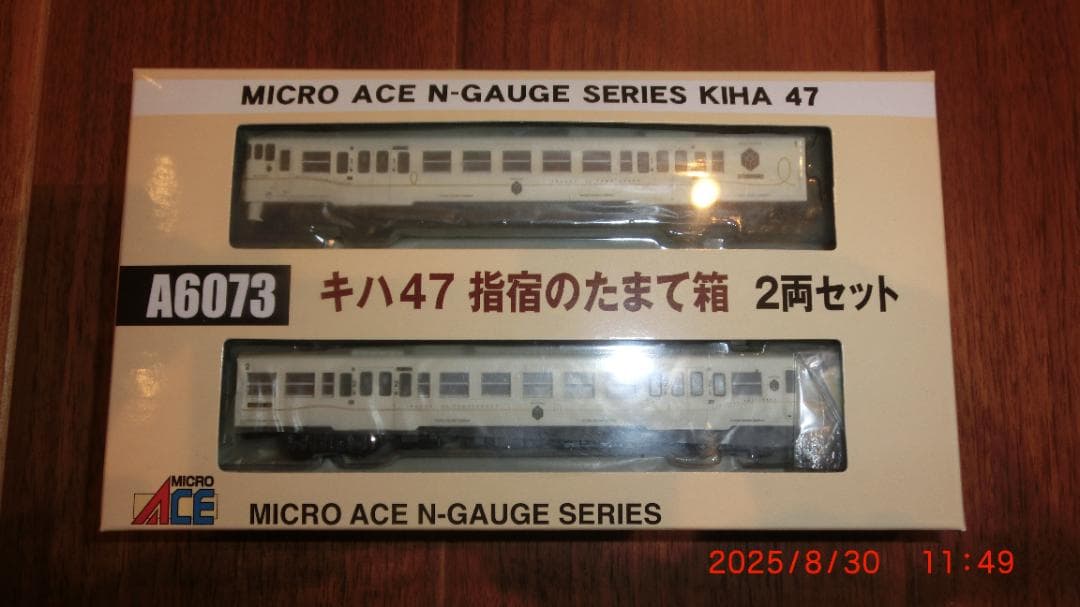 MICRO ACE N-GAUGE SERIES KIHA 47
A6073 キハ47 指宿のたまて箱 2両セット
MICRO ACE
MICRO ACE N-GAUGE SERIES
2025/8/30 11:49